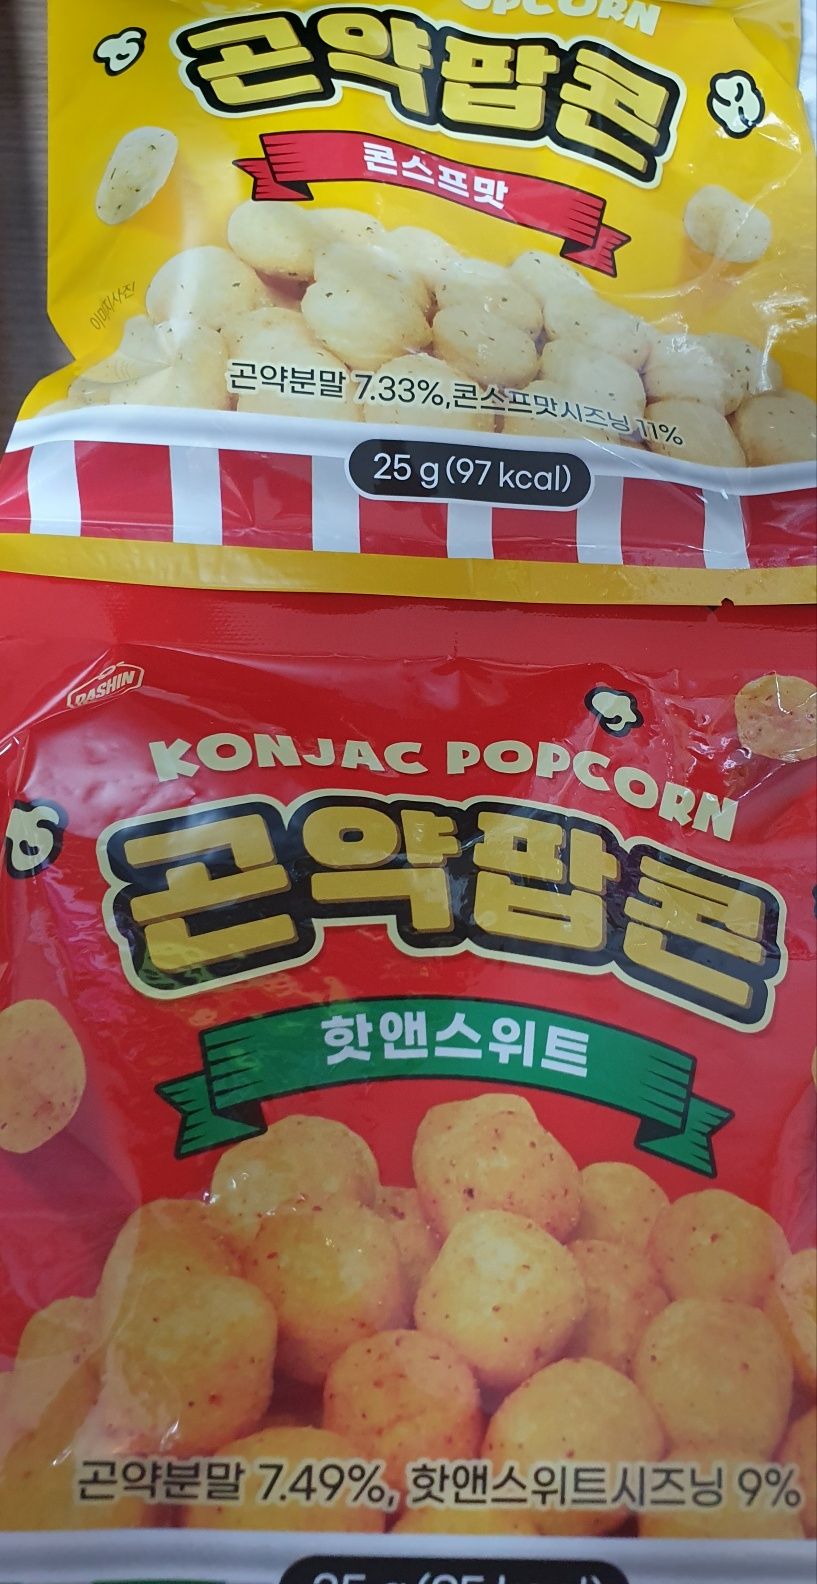 곤약팝콘
콘스프맛
이미지사진
곤약분말 7.33%,콘스프맛시즈닝 11%
25 g (97 kcal)
DASHIN
KONJAC POPCORN
곤약팝콘
핫앤스위트
곤약분말 7.49%, 핫앤스위트시즈닝 9%